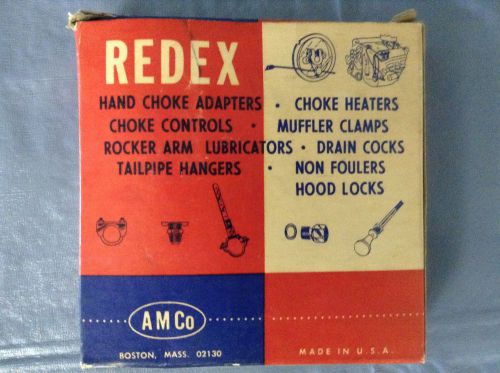 REDEX
HAND CHOKE ADAPTERS • CHOKE HEATERS
CHOKE CONTROLS • MUFFLER CLAMPS
ROCKER ARM LUBRICATORS • DRAIN COCKS
TAILPIPE HANGERS • NON FOULERS
HOOD LOCKS
AMCo
BOSTON, MASS. 02130
MADE IN U.S.A.